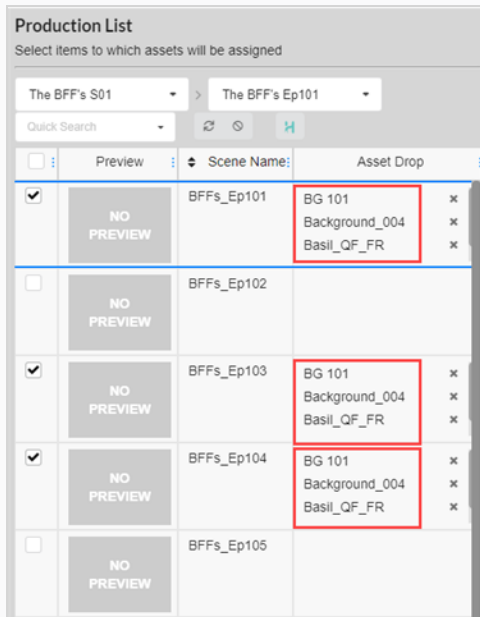 Production List
Select items to which assets will be assigned
The BFF's S01 > The BFF's Ep101
Quick Search
Preview Scene Name Asset Drop
NO PREVIEW BFFs_Ep101 BG 101
Background_004
Basil_QF_FR
NO PREVIEW BFFs_Ep102
NO PREVIEW BFFs_Ep103 BG 101
Background_004
Basil_QF_FR
NO PREVIEW BFFs_Ep104 BG 101
Background_004
Basil_QF_FR
NO PREVIEW BFFs_Ep105